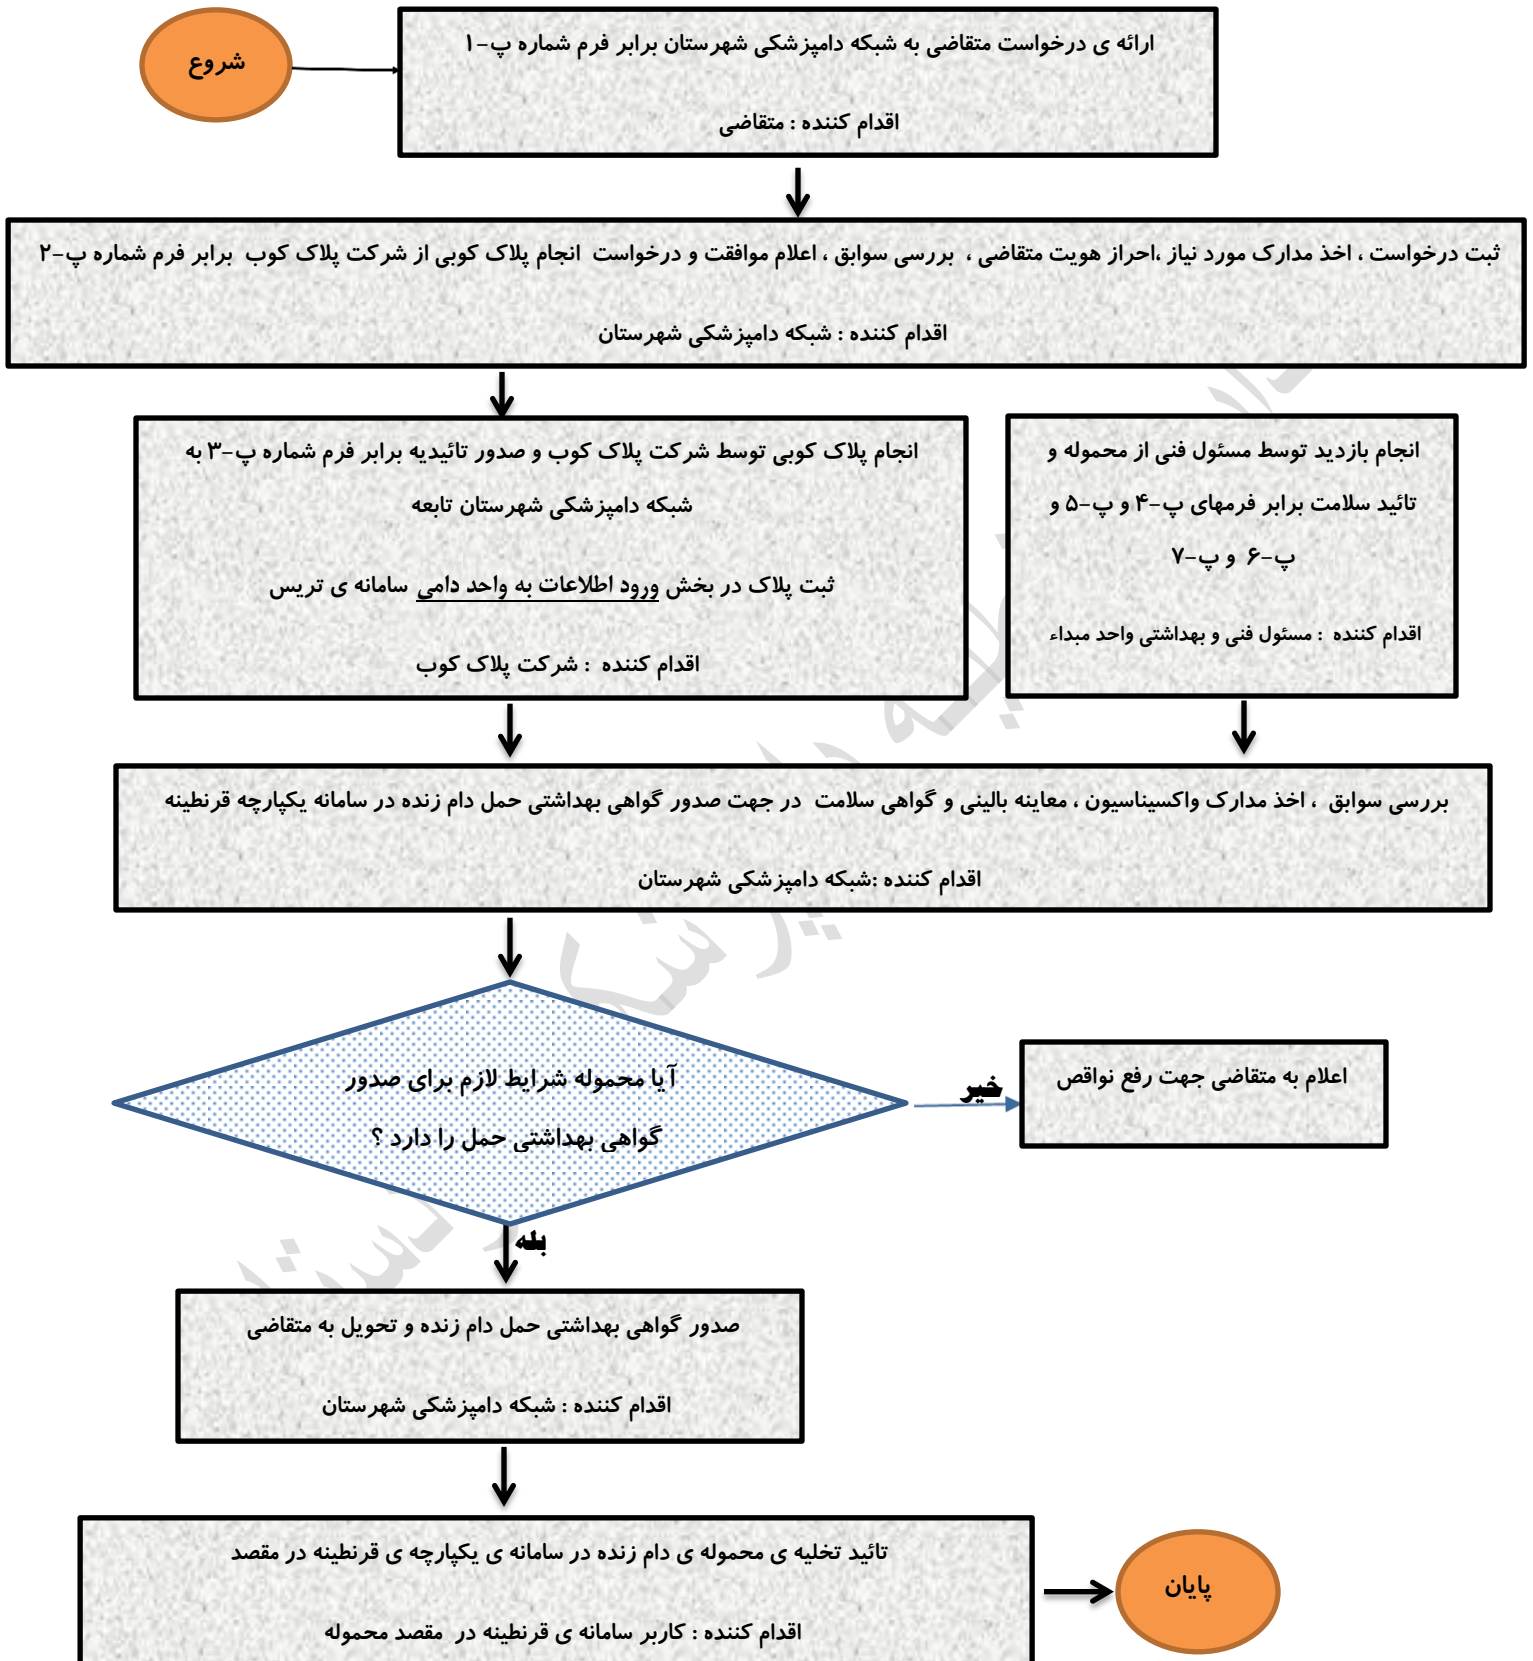 شروع
ارائه ی درخواست متقاضی به شبکه دامپزشکی شهرستان برابر فرم شماره پ-۱
اقدام کننده : متقاضی
ثبت درخواست ، اخذ مدارک مورد نیاز ،احراز هویت متقاضی ، بررسی سوابق ، اعلام موافقت و درخواست انجام پلاک کوبی از شرکت پلاک کوب برابر فرم شماره پ-۲
اقدام کننده : شبکه دامپزشکی شهرستان
انجام بازدید توسط مسئول فنی از محموله و
تائید سلامت برابر فرمهای پ-۴ و پ-۵ و
پ-۶ و پ-۷
اقدام کننده : مسئول فنی و بهداشتی واحد مبداء
انجام پلاک کوبی توسط شرکت پلاک کوب و صدور تائیدیه برابر فرم شماره پ-۳ به
شبکه دامپزشکی شهرستان تابعه
ثبت پلاک در بخش ورود اطلاعات به واحد دامی سامانه ی تریس
اقدام کننده : شرکت پلاک کوب
بررسی سوابق ، اخذ مدارک واکسیناسیون ، معاینه بالینی و گواهی سلامت در جهت صدور گواهی بهداشتی حمل دام زنده در سامانه یکپارچه قرنطینه
اقدام کننده :شبکه دامپزشکی شهرستان
آیا محموله شرایط لازم برای صدور
گواهی بهداشتی حمل را دارد ؟
خیر
اعلام به متقاضی جهت رفع نواقص
بله
صدور گواهی بهداشتی حمل دام زنده و تحویل به متقاضی
اقدام کننده : شبکه دامپزشکی شهرستان
تائید تخلیه ی محموله ی دام زنده در سامانه ی یکپارچه ی قرنطینه در مقصد
اقدام کننده : کاربر سامانه ی قرنطینه در مقصد محموله
پایان